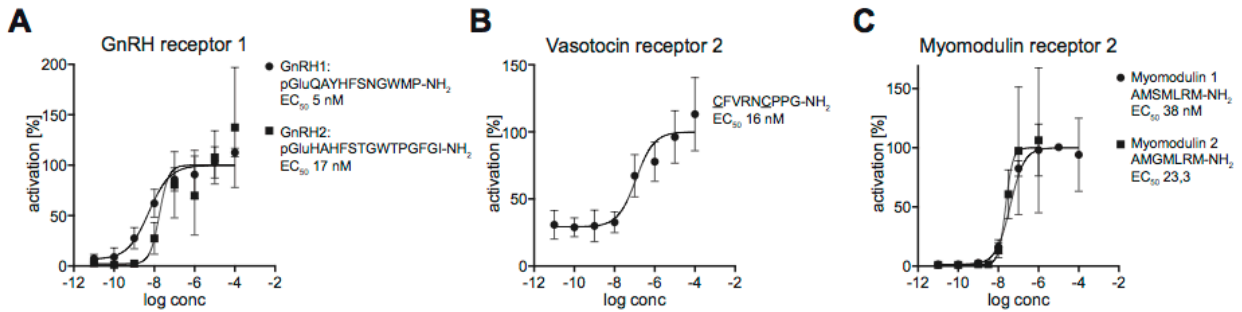 A
GnRH receptor 1
activation [%]
200
150
100
50
0
-12 -10 -8 -6 -4 -2
log conc
GnRH1:
pGluQAYHFSNGWMP-NH₂
EC₅₀ 5 nM
GnRH2:
pGluHAHFSTGWTPGFGI-NH₂
EC₅₀ 17 nM
B
Vasotocin receptor 2
activation [%]
150
100
50
0
-12 -10 -8 -6 -4 -2
log conc
CFVRNCPPG-NH₂
EC₅₀ 16 nM
C
Myomodulin receptor 2
activation [%]
150
100
50
0
-12 -10 -8 -6 -4 -2
log conc
Myomodulin 1
AMSMLRM-NH₂
EC₅₀ 38 nM
Myomodulin 2
AMGMLRM-NH₂
EC₅₀ 23,3